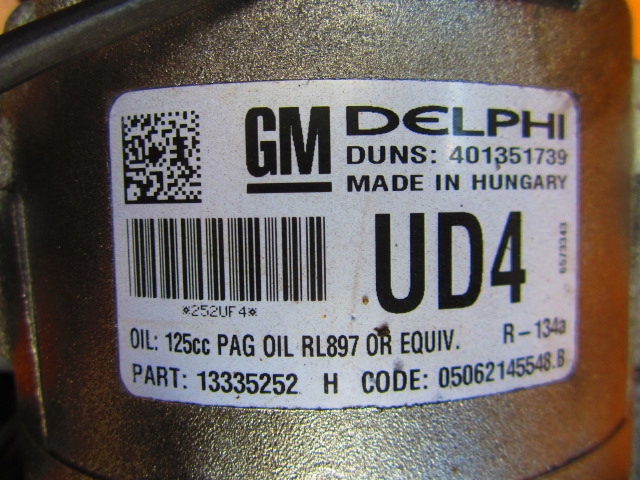 GM DELPHI
DUNS: 401351739
MADE IN HUNGARY
UD4
6573343
*252UF4*
OIL: 125cc PAG OIL RL897 OR EQUIV. R-134a
PART: 13335252 H CODE: 05062145548.B